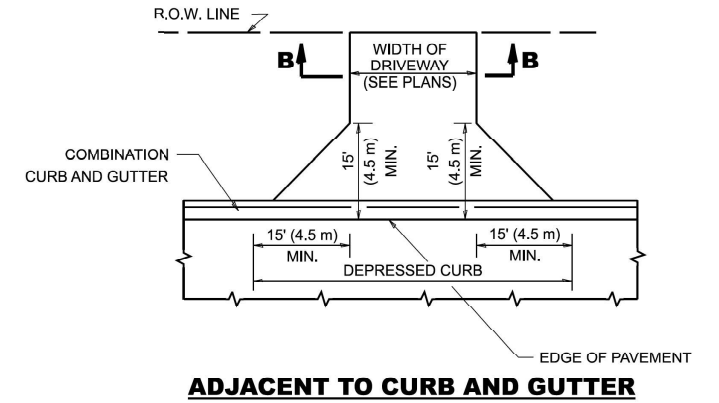 R.O.W. LINE
B
WIDTH OF
DRIVEWAY
(SEE PLANS)
B
COMBINATION
CURB AND GUTTER
15'
(4.5 m)
MIN.
15'
(4.5 m)
MIN.
15' (4.5 m)
MIN.
15' (4.5 m)
MIN.
DEPRESSED CURB
EDGE OF PAVEMENT
ADJACENT TO CURB AND GUTTER